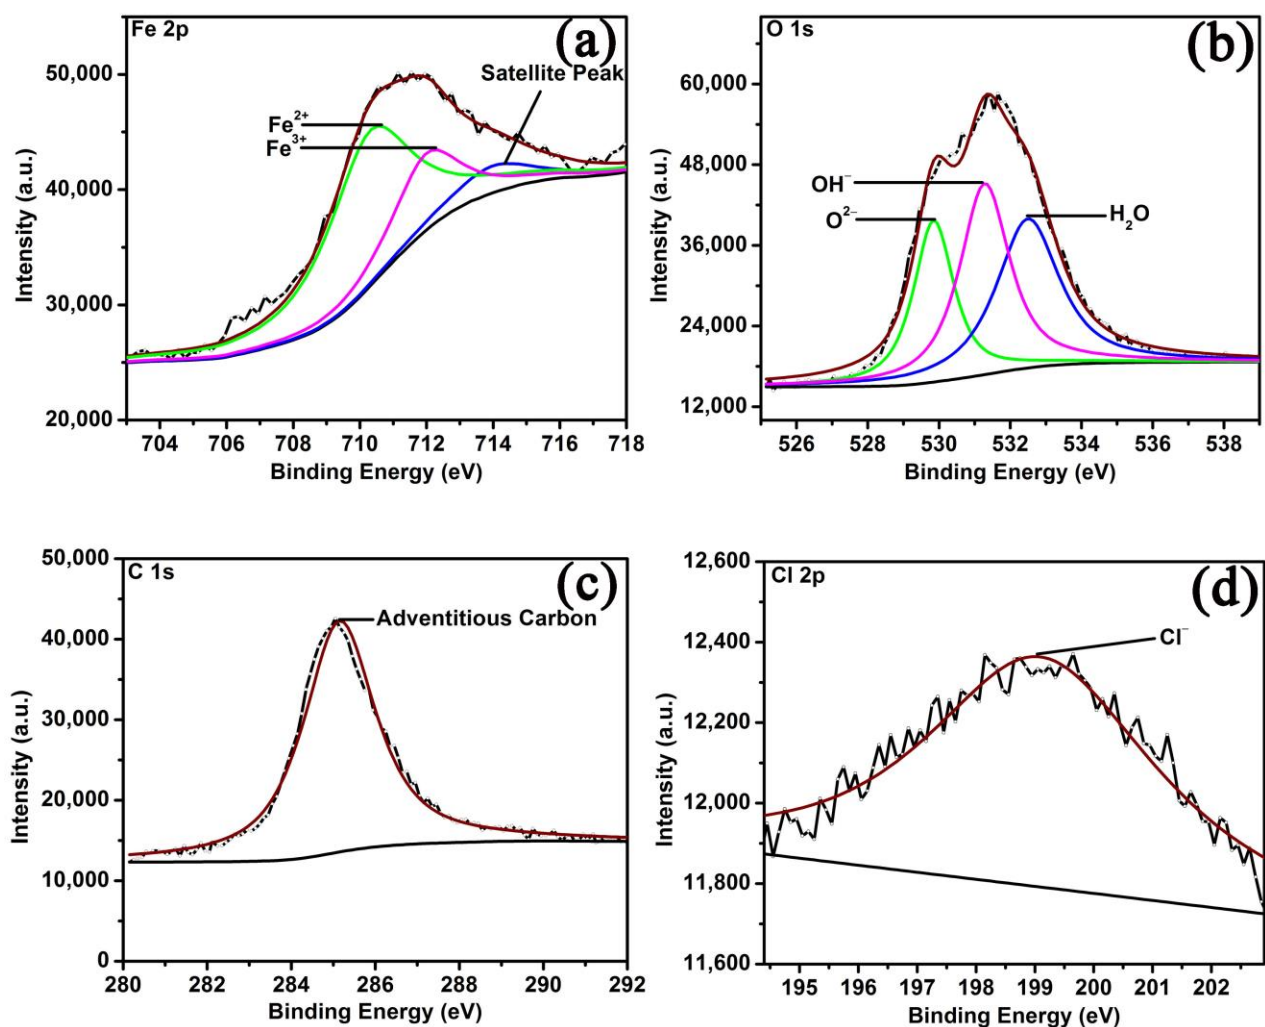 Fe 2p
(a)
Satellite Peak
Fe²⁺
Fe³⁺
50,000
40,000
30,000
20,000
Intensity (a.u.)
704 706 708 710 712 714 716 718
Binding Energy (eV)
O 1s
(b)
OH⁻
O²⁻
H₂O
60,000
48,000
36,000
24,000
12,000
Intensity (a.u.)
526 528 530 532 534 536 538
Binding Energy (eV)
C 1s
(c)
Adventitious Carbon
50,000
40,000
30,000
20,000
10,000
0
Intensity (a.u.)
280 282 284 286 288 290 292
Binding Energy (eV)
Cl 2p
(d)
Cl⁻
12,600
12,400
12,200
12,000
11,800
11,600
Intensity (a.u.)
195 196 197 198 199 200 201 202
Binding Energy (eV)